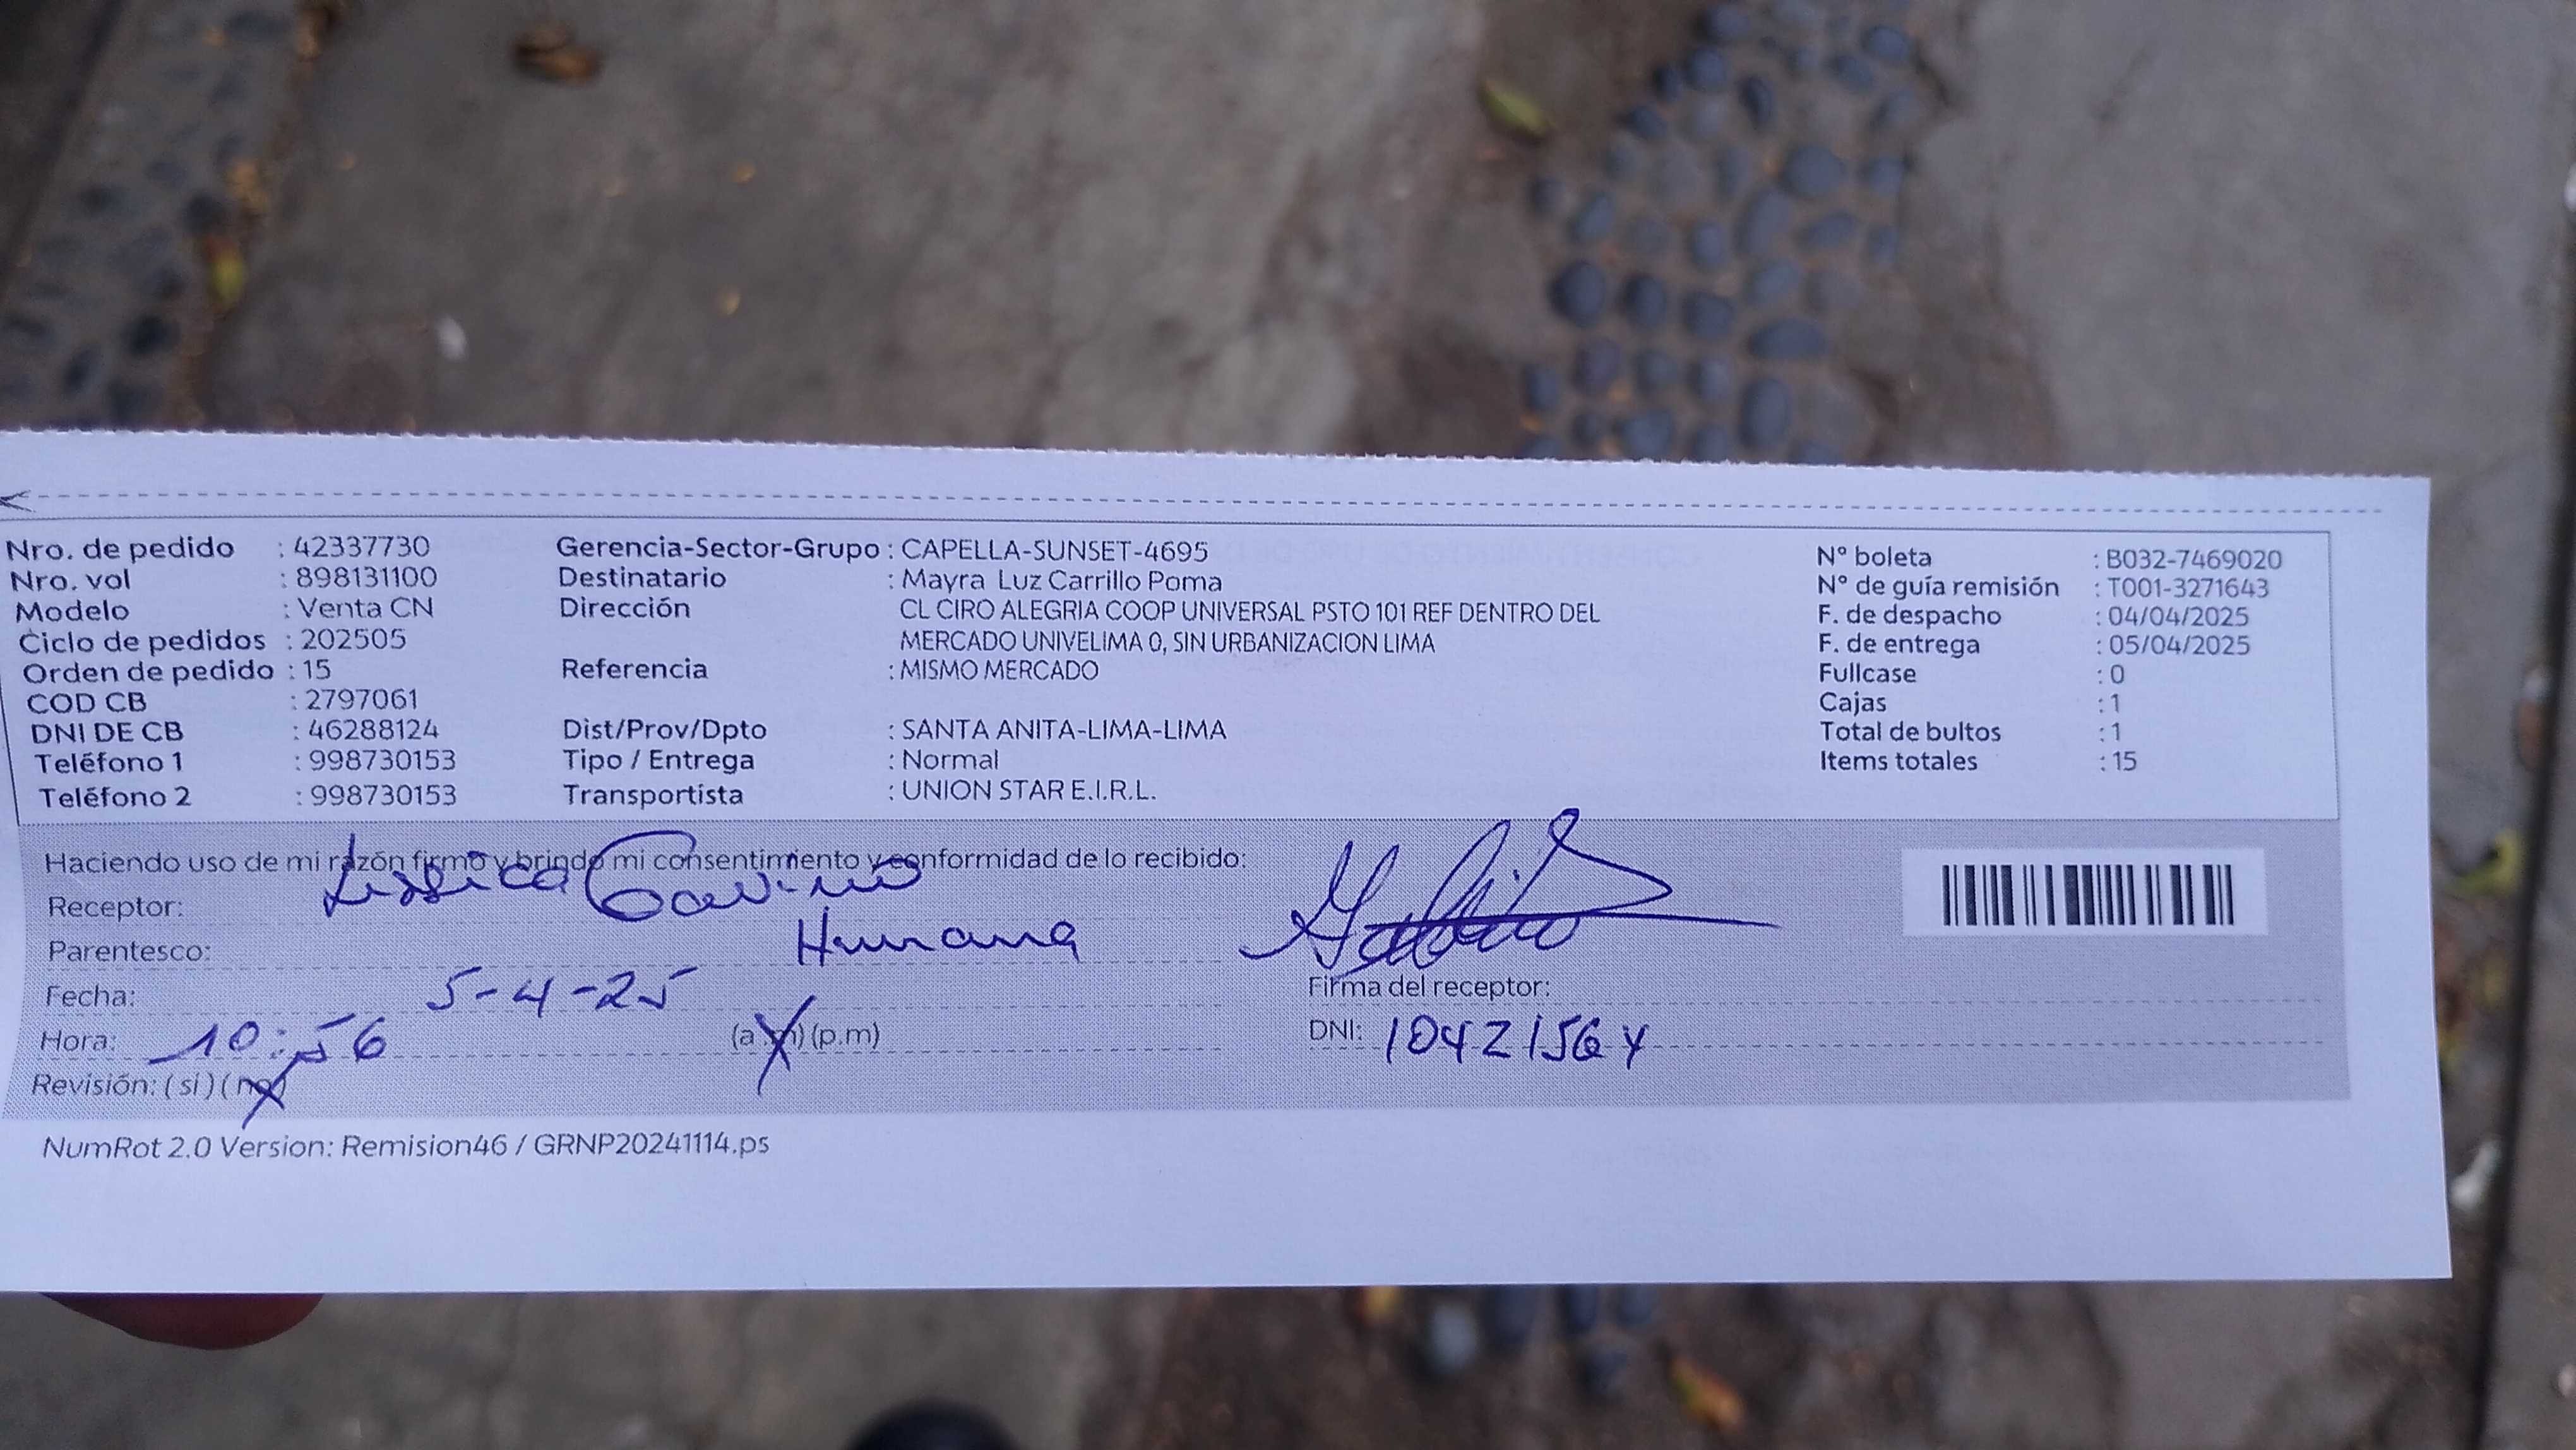 Nro. de pedido : 42337730
Nro. vol : 898131100
Modelo : Venta CN
Ciclo de pedidos : 202505
Orden de pedido : 15
COD CB : 2797061
DNI DE CB : 46288124
Teléfono 1 : 998730153
Teléfono 2 : 998730153
Gerencia-Sector-Grupo : CAPELLA-SUNSET-4695
Destinatario : Mayra Luz Carrillo Poma
Dirección CL CIRO ALEGRIA COOP UNIVERSAL PSTO 101 REF DENTRO DEL
MERCADO UNIVELIMA 0, SIN URBANIZACION LIMA
Referencia : MISMO MERCADO
Dist/Prov/Dpto : SANTA ANITA-LIMA-LIMA
Tipo / Entrega : Normal
Transportista : UNION STAR E.I.R.L.
N° boleta : B032-7469020
N° de guía remisión : T001-3271643
F. de despacho : 04/04/2025
F. de entrega : 05/04/2025
Fullcase : 0
Cajas : 1
Total de bultos : 1
Items totales : 15
Haciendo uso de mi razón firmo y brindo mi consentimiento y conformidad de lo recibido:
Receptor:
Parentesco:
Fecha: 5-4-25
Hora: 10:56 (a.m) (p.m)
Revisión: (si) (no)
Firma del receptor:
DNI:
NumRot 2.0 Version: Remision46 / GRNP20241114.ps